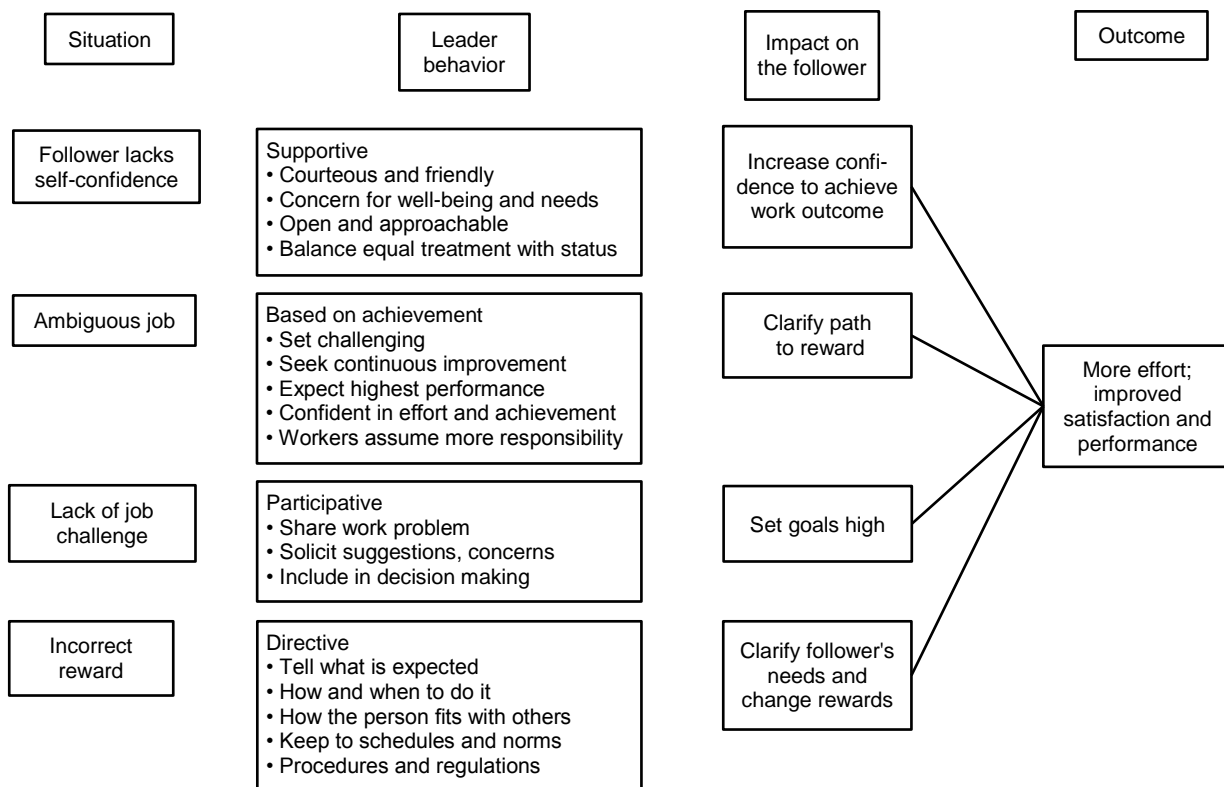 Situation
Leader
behavior
Impact on
the follower
Outcome
Follower lacks
self-confidence
Supportive
• Courteous and friendly
• Concern for well-being and needs
• Open and approachable
• Balance equal treatment with status
Increase confi-
dence to achieve
work outcome
Ambiguous job
Based on achievement
• Set challenging
• Seek continuous improvement
• Expect highest performance
• Confident in effort and achievement
• Workers assume more responsibility
Clarify path
to reward
More effort;
improved
satisfaction and
performance
Lack of job
challenge
Participative
• Share work problem
• Solicit suggestions, concerns
• Include in decision making
Set goals high
Incorrect
reward
Directive
• Tell what is expected
• How and when to do it
• How the person fits with others
• Keep to schedules and norms
• Procedures and regulations
Clarify follower's
needs and
change rewards